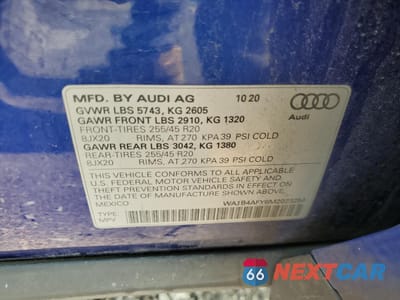 MFD. BY AUDI AG 10 20
GVWR LBS 5743, KG 2605
GAWR FRONT LBS 2910, KG 1320
FRONT-TIRES 255/45 R20
8JX20 RIMS, AT 270 KPA 39 PSI COLD
GAWR REAR LBS 3042, KG 1380
REAR-TIRES 255/45 R20
8JX20 RIMS, AT 270 KPA 39 PSI COLD
Audi
THIS VEHICLE CONFORMS TO ALL APPLICABLE
U.S. FEDERAL MOTOR VEHICLE SAFETY AND
THEFT PREVENTION STANDARDS IN EFFECT ON
THE DATE OF MANUFACTURE SHOWN ABOVE.
MEXICO
TYPE:
MPV
66 NEXTCAR